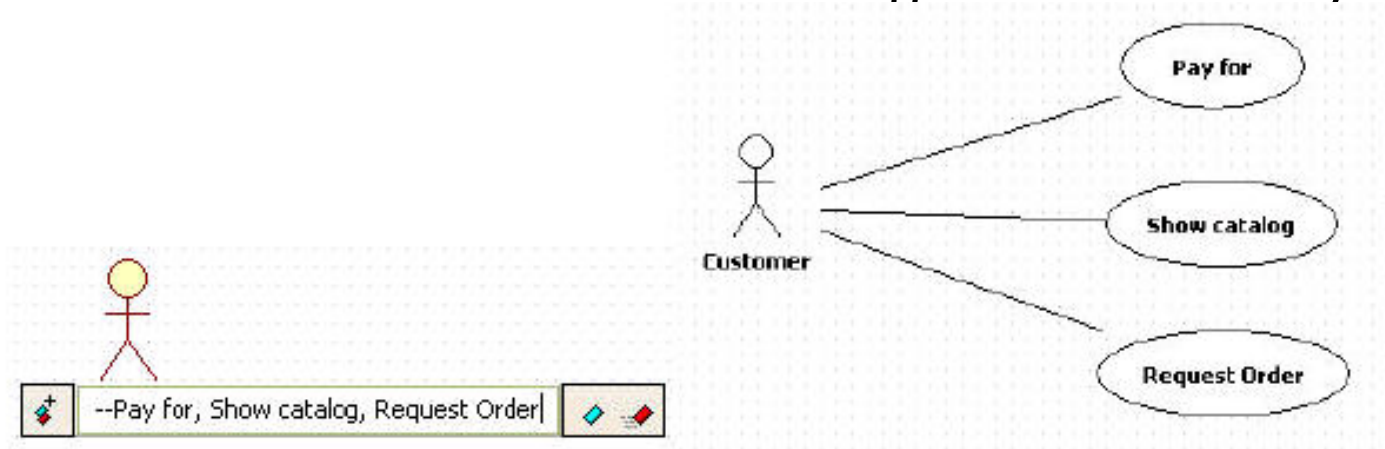 Pay for
Show catalog
Customer
Request Order
--Pay for, Show catalog, Request Order